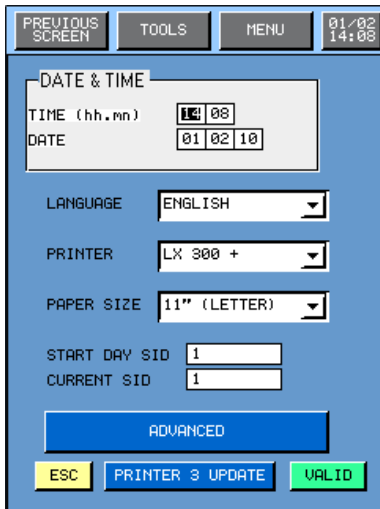 PREVIOUS SCREEN TOOLS MENU 01/02 14:08
DATE & TIME
TIME (hh.mn) 14 08
DATE 01 02 10
LANGUAGE ENGLISH
PRINTER LX 300 +
PAPER SIZE 11" (LETTER)
START DAY SID 1
CURRENT SID 1
ADVANCED
ESC PRINTER 3 UPDATE VALID